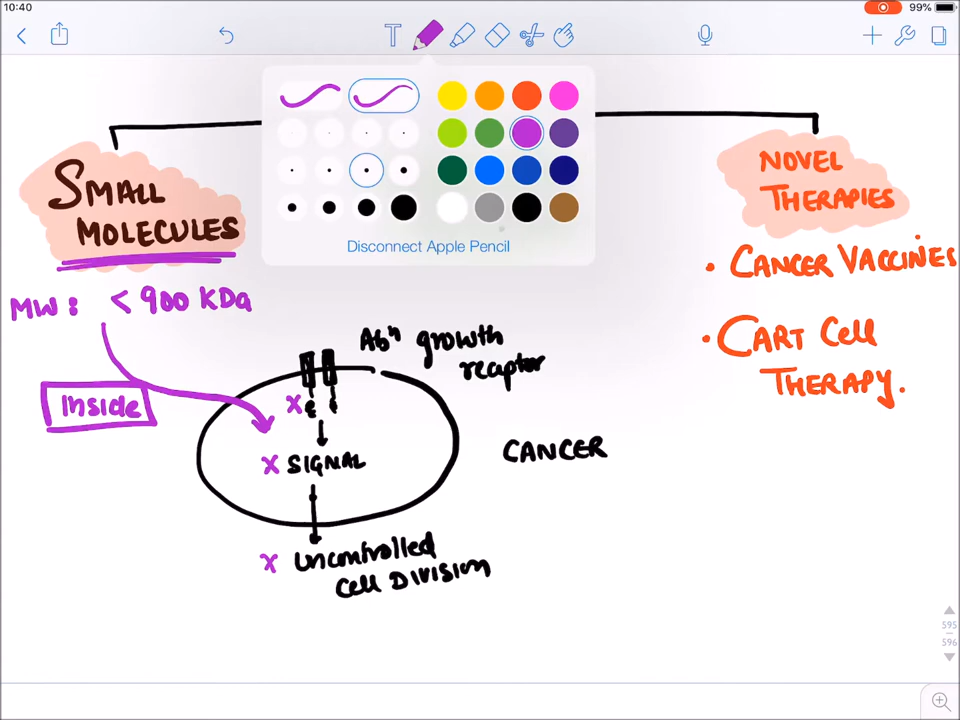 10:40
99%
T
Disconnect Apple Pencil
SMALL
MOLECULES
MW: < 900 KDa
Inside
Abⁿ growth
receptor
X
X SIGNAL
CANCER
X Uncontrolled
Cell DIVISION
NOVEL
THERAPIES
• CANCER VACCINES
• CART Cell
THERAPY.
595
596